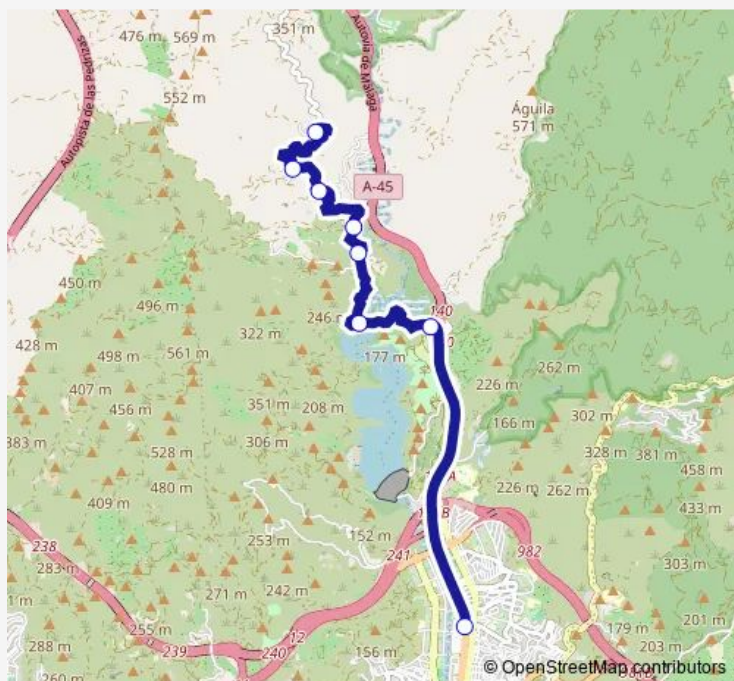 351 m
476 m
569 m
Autopista de las Pedrizas
Autovía de Málaga
552 m
Águila
571 m
A-45
450 m
496 m
246
140
322 m
428 m
498 m
561 m
177 m
262 m
226 m
407 m
351 m
208 m
166 m
302 m
456 m
383 m
306 m
328 m
381 m
528 m
458 m
480 m
226 m
262 m
409 m
433 m
152 m
238
253 m
241
982
303 m
283 m
271 m
242 m
255 m
12
179 m
201 m
288 m
239
240
156 m
203 m
260 m
© OpenStreetMap contributors